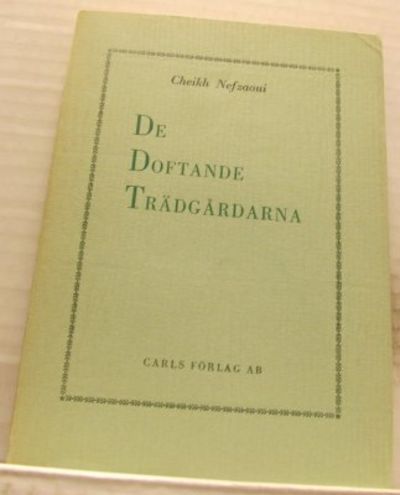 Cheikh Nefzaoui
DE
DOFTANDE
TRÄDGÅRDARNA
CARLS FÖRLAG AB